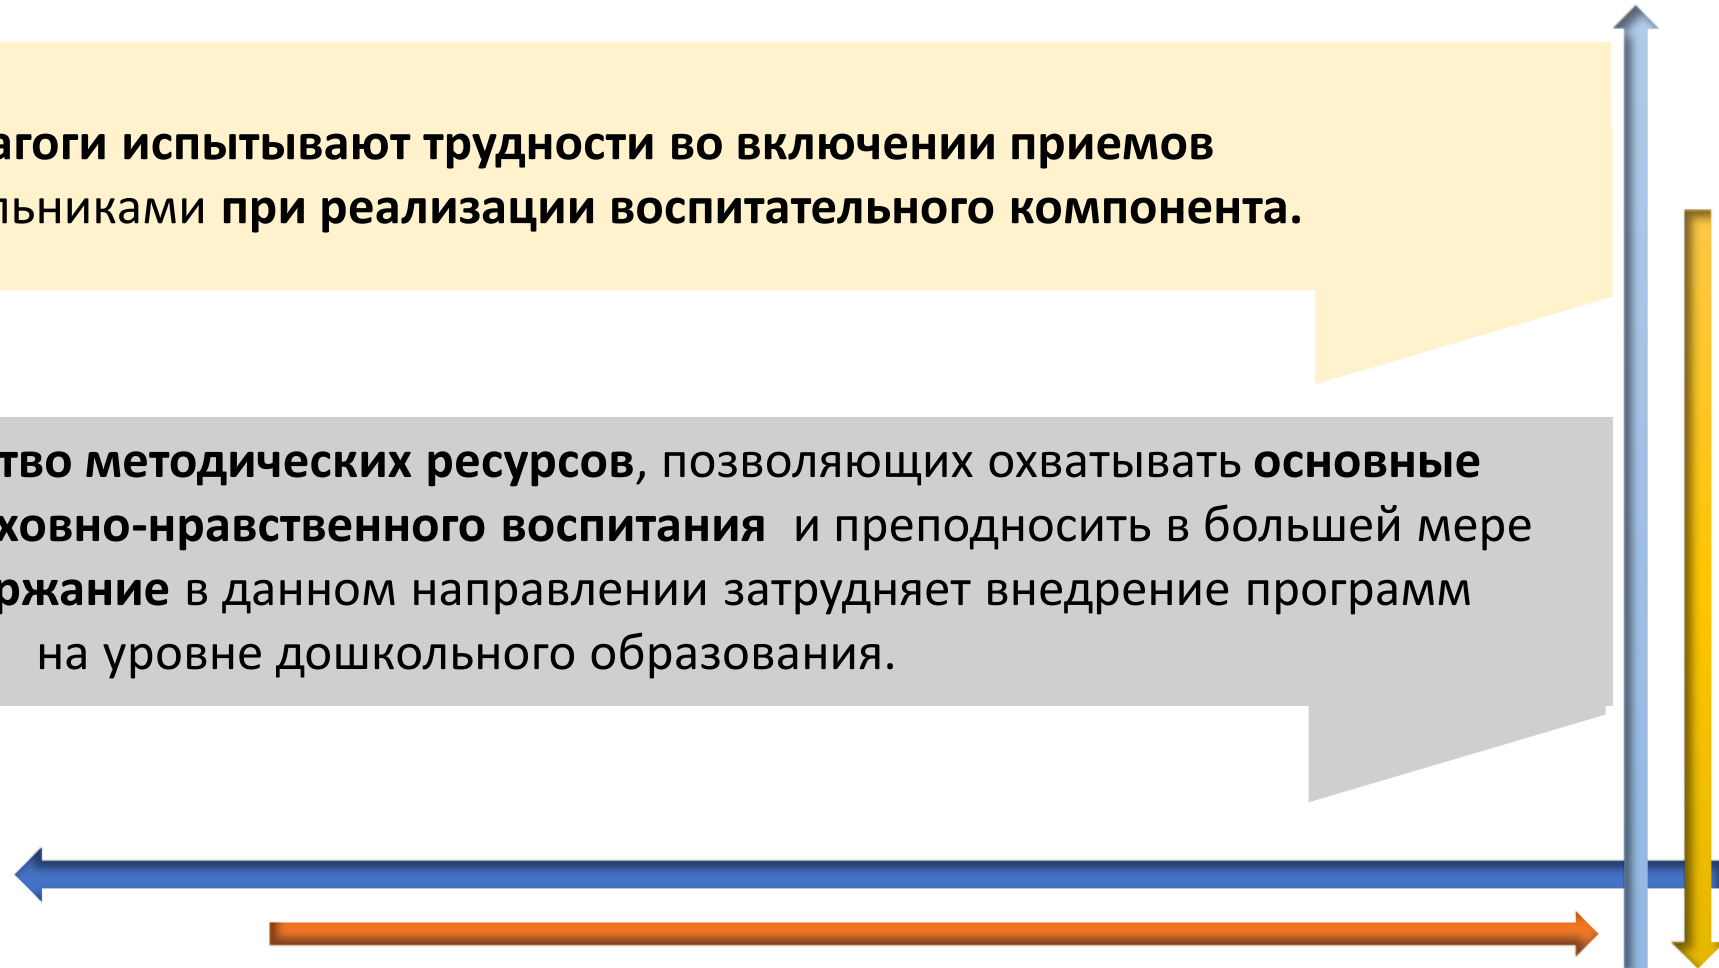 агоги испытывают трудности во включении приемов
льниками при реализации воспитательного компонента.
тво методических ресурсов, позволяющих охватывать основные
ховно-нравственного воспитания и преподносить в большей мере
ржание в данном направлении затрудняет внедрение программ
на уровне дошкольного образования.